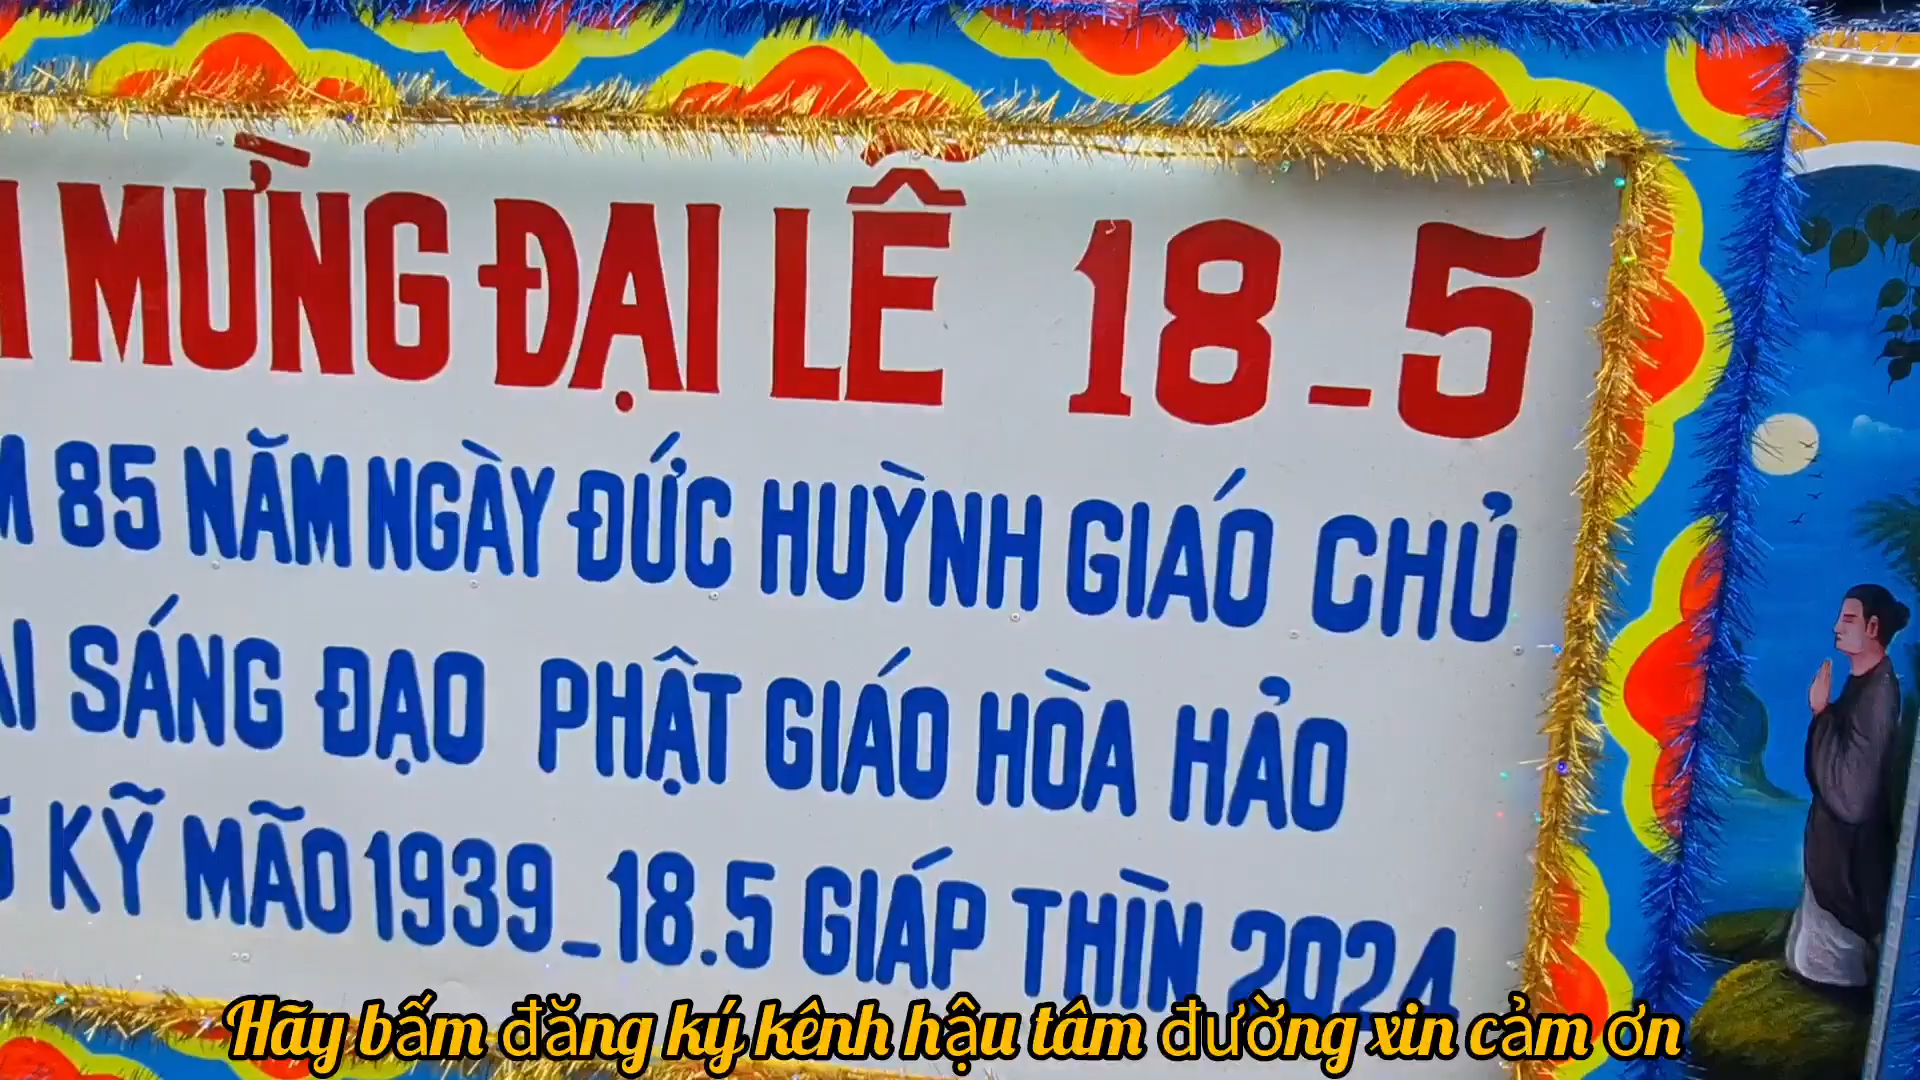 MỪNG ĐẠI LỄ 18_5
85 NĂM NGÀY ĐỨC HUỲNH GIÁO CHỦ
SÁNG ĐẠO PHẬT GIÁO HÒA HẢO
KỸ MÃO 1939_18.5 GIÁP THÌN 2024
Hãy bấm đăng ký kênh hậu tâm đường xin cảm ơn